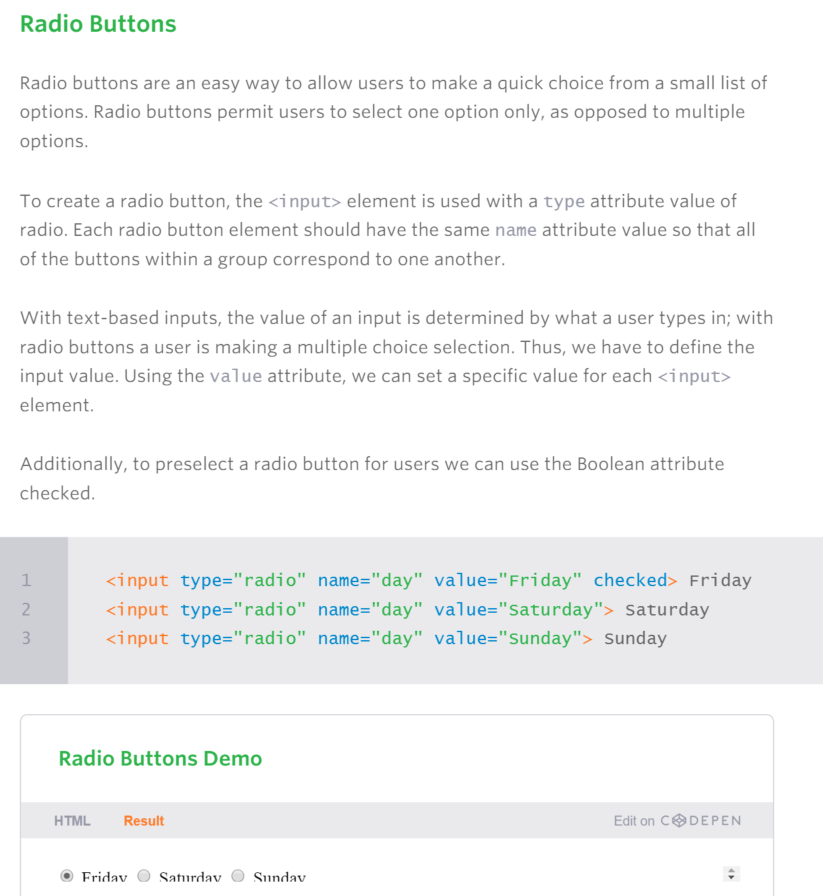 Radio Buttons
Radio buttons are an easy way to allow users to make a quick choice from a small list of
options. Radio buttons permit users to select one option only, as opposed to multiple
options.
To create a radio button, the <input> element is used with a type attribute value of
radio. Each radio button element should have the same name attribute value so that all
of the buttons within a group correspond to one another.
With text-based inputs, the value of an input is determined by what a user types in; with
radio buttons a user is making a multiple choice selection. Thus, we have to define the
input value. Using the value attribute, we can set a specific value for each <input>
element.
Additionally, to preselect a radio button for users we can use the Boolean attribute
checked.
1 <input type="radio" name="day" value="Friday" checked> Friday
2 <input type="radio" name="day" value="Saturday"> Saturday
3 <input type="radio" name="day" value="Sunday"> Sunday
Radio Buttons Demo
HTML Result Edit on CODEPEN
Friday Saturday Sunday